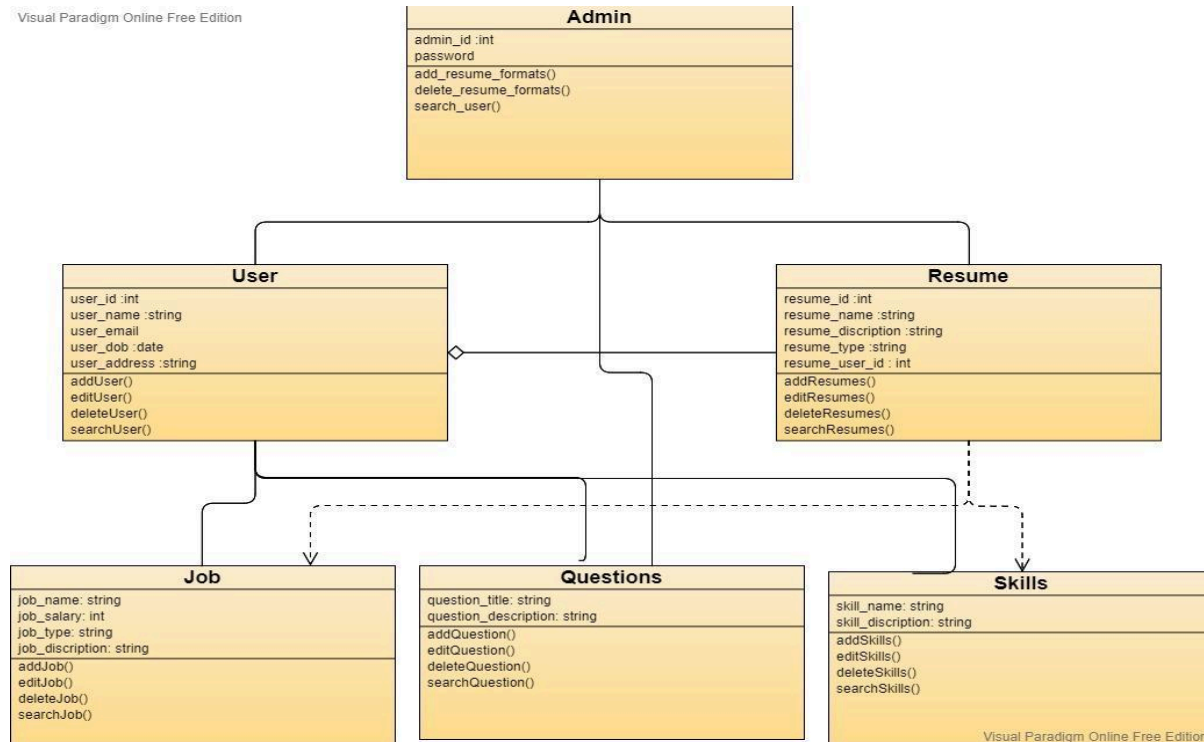 Visual Paradigm Online Free Edition
Admin
admin_id :int
password
add_resume_formats()
delete_resume_formats()
search_user()
User
user_id :int
user_name :string
user_email
user_dob :date
user_address :string
addUser()
editUser()
deleteUser()
searchUser()
Resume
resume_id :int
resume_name :string
resume_discription :string
resume_type :string
resume_user_id : int
addResumes()
editResumes()
deleteResumes()
searchResumes()
Job
job_name: string
job_salary: int
job_type: string
job_discription: string
addJob()
editJob()
deleteJob()
searchJob()
Questions
question_title: string
question_description: string
addQuestion()
editQuestion()
deleteQuestion()
searchQuestion()
Skills
skill_name: string
skill_discription: string
addSkills()
editSkills()
deleteSkills()
searchSkills()
Visual Paradigm Online Free Edition